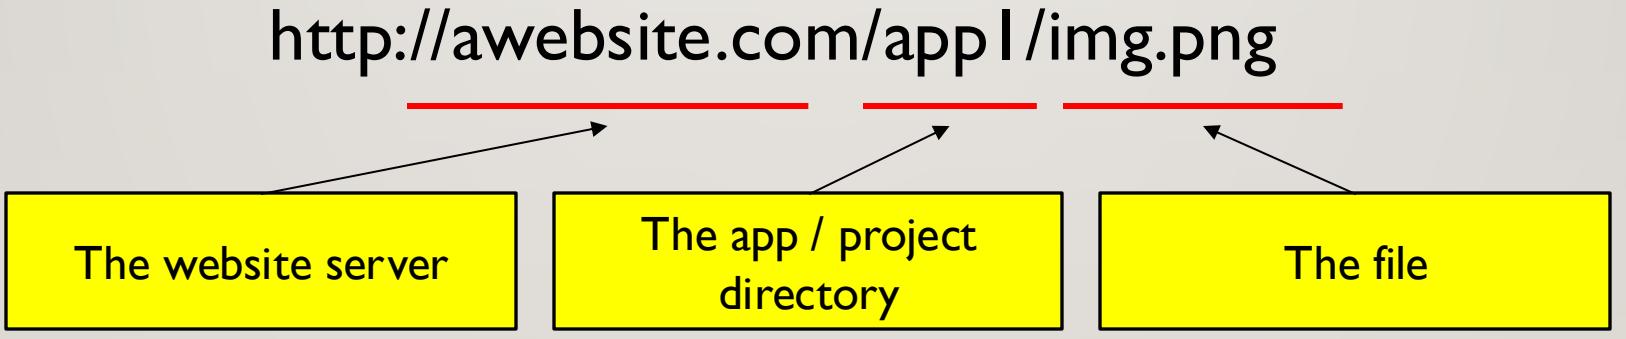 http://awebsite.com/app1/img.png
The website server
The app / project
directory
The file